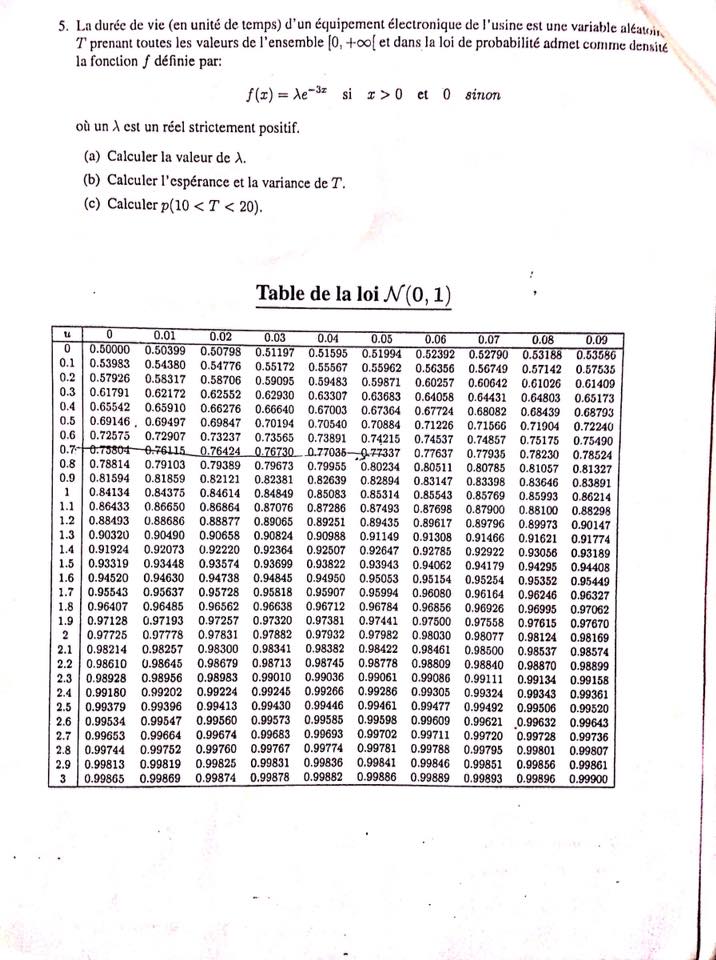 5. La durée de vie (en unité de temps) d'un équipement électronique de l'usine est une variable aléatoire
T prenant toutes les valeurs de l'ensemble [0, +∞[ et dans la loi de probabilité admet comme densité
la fonction f définie par:
f(x) = λe⁻³ˣ si x > 0 et 0 sinon
où un λ est un réel strictement positif.
(a) Calculer la valeur de λ.
(b) Calculer l'espérance et la variance de T.
(c) Calculer p(10 < T < 20).
Table de la loi 𝒩(0, 1)
u 0 0.01 0.02 0.03 0.04 0.05 0.06 0.07 0.08 0.09
0 0.50000 0.50399 0.50798 0.51197 0.51595 0.51994 0.52392 0.52790 0.53188 0.53586
0.1 0.53983 0.54380 0.54776 0.55172 0.55567 0.55962 0.56356 0.56749 0.57142 0.57535
0.2 0.57926 0.58317 0.58706 0.59095 0.59483 0.59871 0.60257 0.60642 0.61026 0.61409
0.3 0.61791 0.62172 0.62552 0.62930 0.63307 0.63683 0.64058 0.64431 0.64803 0.65173
0.4 0.65542 0.65910 0.66276 0.66640 0.67003 0.67364 0.67724 0.68082 0.68439 0.68793
0.5 0.69146 0.69497 0.69847 0.70194 0.70540 0.70884 0.71226 0.71566 0.71904 0.72240
0.6 0.72575 0.72907 0.73237 0.73565 0.73891 0.74215 0.74537 0.74857 0.75175 0.75490
0.7 0.75804 0.76115 0.76424 0.76730 0.77035 0.77337 0.77637 0.77935 0.78230 0.78524
0.8 0.78814 0.79103 0.79389 0.79673 0.79955 0.80234 0.80511 0.80785 0.81057 0.81327
0.9 0.81594 0.81859 0.82121 0.82381 0.82639 0.82894 0.83147 0.83398 0.83646 0.83891
1 0.84134 0.84375 0.84614 0.84849 0.85083 0.85314 0.85543 0.85769 0.85993 0.86214
1.1 0.86433 0.86650 0.86864 0.87076 0.87286 0.87493 0.87698 0.87900 0.88100 0.88298
1.2 0.88493 0.88686 0.88877 0.89065 0.89251 0.89435 0.89617 0.89796 0.89973 0.90147
1.3 0.90320 0.90490 0.90658 0.90824 0.90988 0.91149 0.91308 0.91466 0.91621 0.91774
1.4 0.91924 0.92073 0.92220 0.92364 0.92507 0.92647 0.92785 0.92922 0.93056 0.93189
1.5 0.93319 0.93448 0.93574 0.93699 0.93822 0.93943 0.94062 0.94179 0.94295 0.94408
1.6 0.94520 0.94630 0.94738 0.94845 0.94950 0.95053 0.95154 0.95254 0.95352 0.95449
1.7 0.95543 0.95637 0.95728 0.95818 0.95907 0.95994 0.96080 0.96164 0.96246 0.96327
1.8 0.96407 0.96485 0.96562 0.96638 0.96712 0.96784 0.96856 0.96926 0.96995 0.97062
1.9 0.97128 0.97193 0.97257 0.97320 0.97381 0.97441 0.97500 0.97558 0.97615 0.97670
2 0.97725 0.97778 0.97831 0.97882 0.97932 0.97982 0.98030 0.98077 0.98124 0.98169
2.1 0.98214 0.98257 0.98300 0.98341 0.98382 0.98422 0.98461 0.98500 0.98537 0.98574
2.2 0.98610 0.98645 0.98679 0.98713 0.98745 0.98778 0.98809 0.98840 0.98870 0.98899
2.3 0.98928 0.98956 0.98983 0.99010 0.99036 0.99061 0.99086 0.99111 0.99134 0.99158
2.4 0.99180 0.99202 0.99224 0.99245 0.99266 0.99286 0.99305 0.99324 0.99343 0.99361
2.5 0.99379 0.99396 0.99413 0.99430 0.99446 0.99461 0.99477 0.99492 0.99506 0.99520
2.6 0.99534 0.99547 0.99560 0.99573 0.99585 0.99598 0.99609 0.99621 0.99632 0.99643
2.7 0.99653 0.99664 0.99674 0.99683 0.99693 0.99702 0.99711 0.99720 0.99728 0.99736
2.8 0.99744 0.99752 0.99760 0.99767 0.99774 0.99781 0.99788 0.99795 0.99801 0.99807
2.9 0.99813 0.99819 0.99825 0.99831 0.99836 0.99841 0.99846 0.99851 0.99856 0.99861
3 0.99865 0.99869 0.99874 0.99878 0.99882 0.99886 0.99889 0.99893 0.99896 0.99900